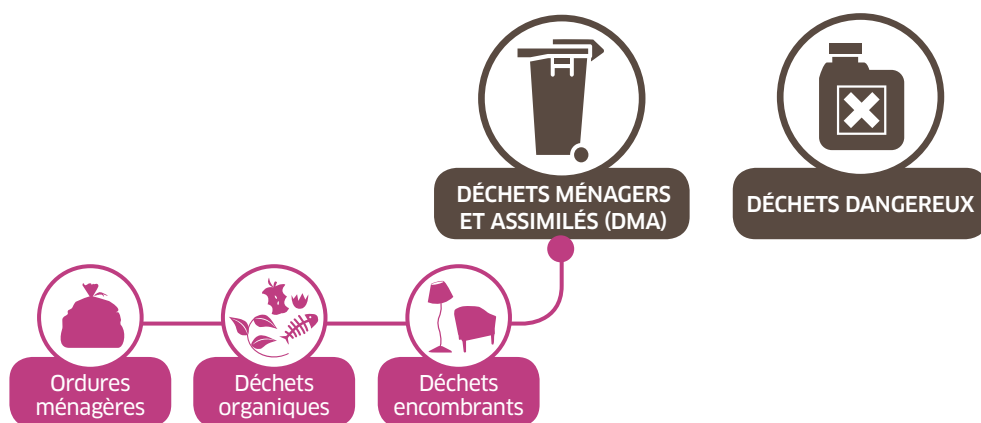 DÉCHETS MÉNAGERS
ET ASSIMILÉS (DMA)
DÉCHETS DANGEREUX
Ordures
ménagères
Déchets
organiques
Déchets
encombrants